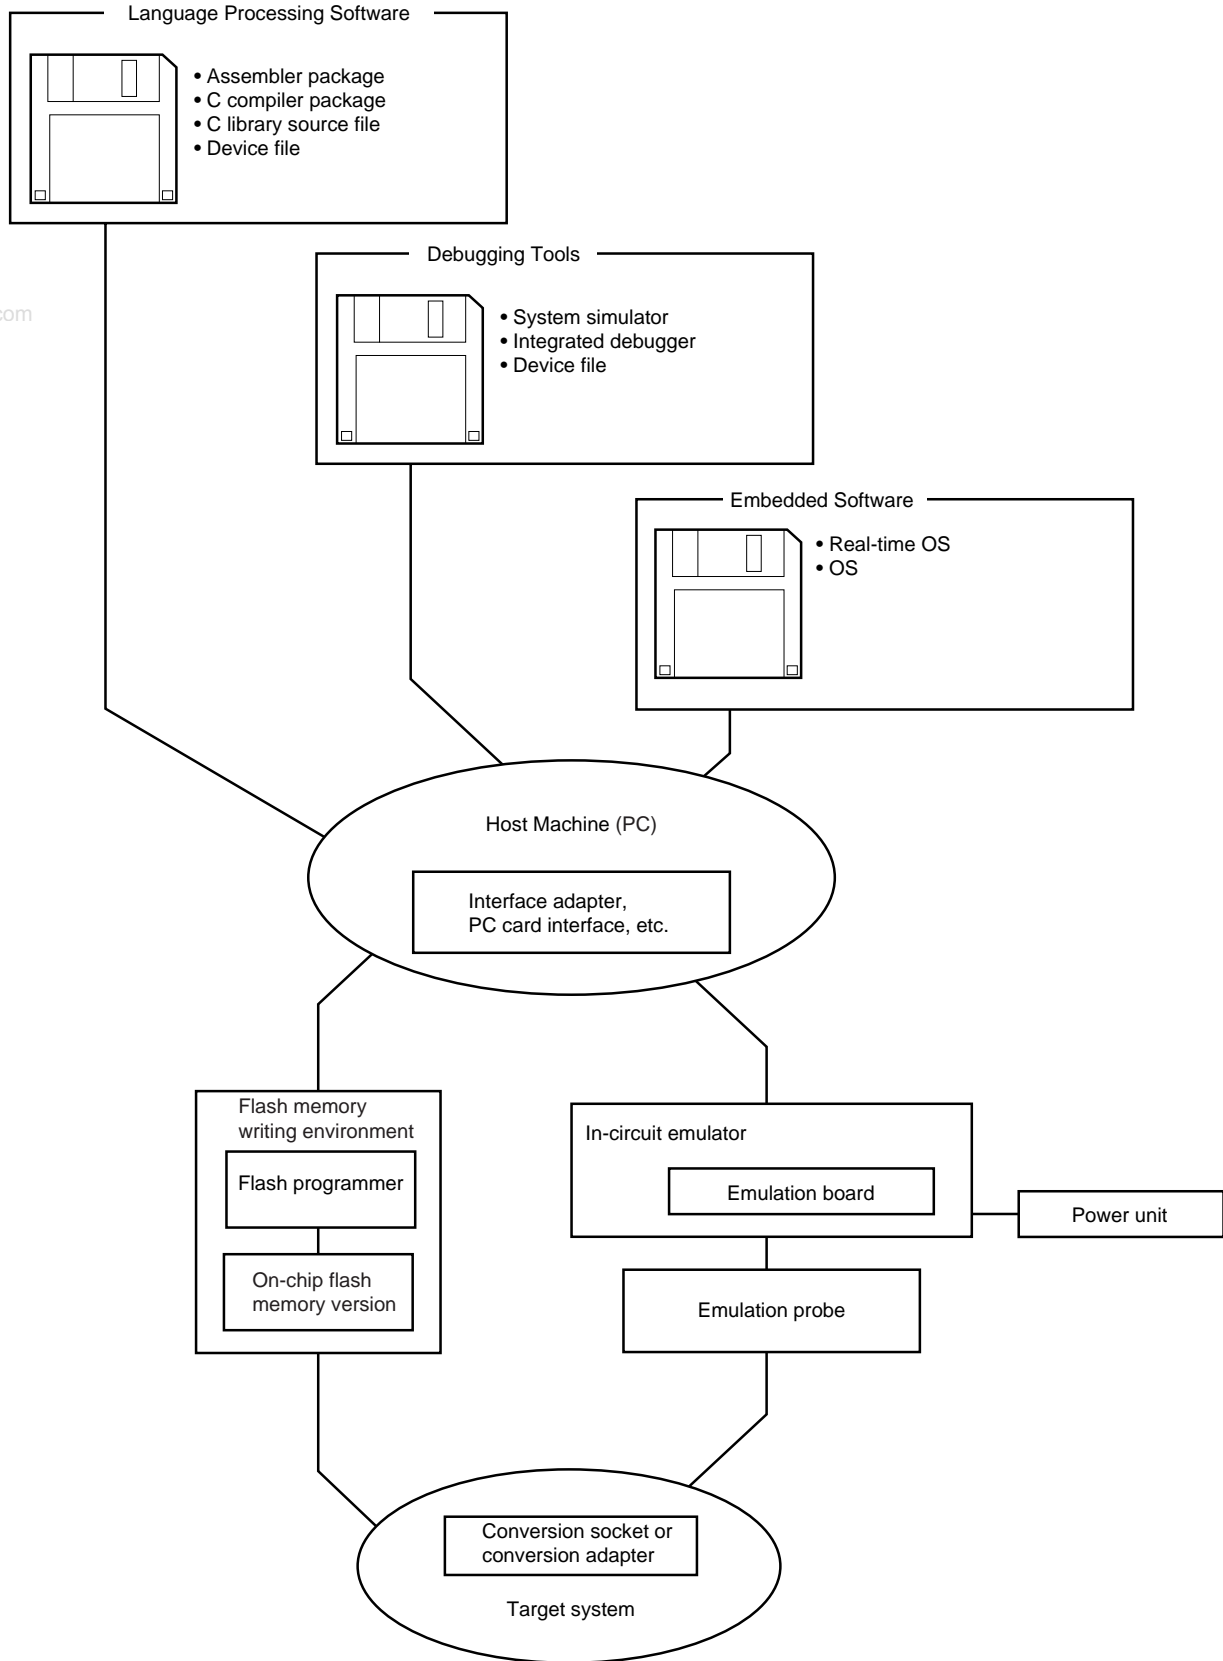 Language Processing Software
• Assembler package
• C compiler package
• C library source file
• Device file
Debugging Tools
com
• System simulator
• Integrated debugger
• Device file
Embedded Software
• Real-time OS
• OS
Host Machine (PC)
Interface adapter,
PC card interface, etc.
Flash memory
writing environment
Flash programmer
On-chip flash
memory version
In-circuit emulator
Emulation board
Power unit
Emulation probe
Conversion socket or
conversion adapter
Target system